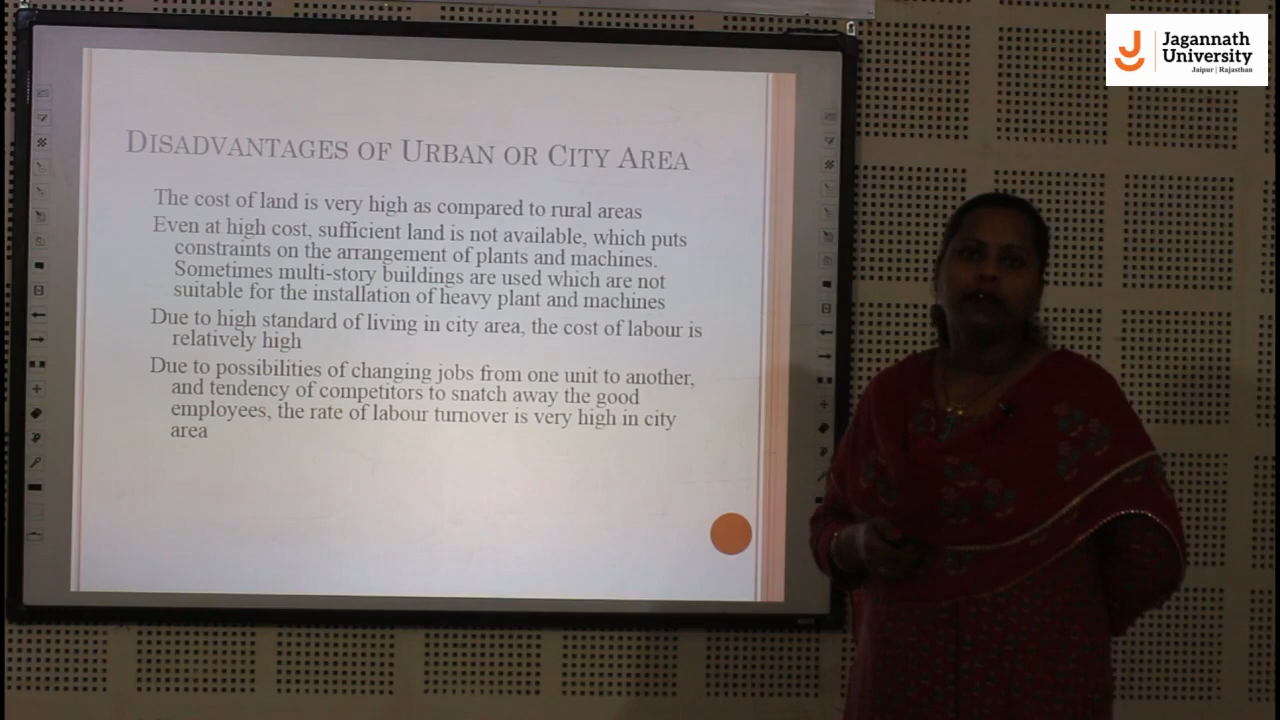 Jagannath
University
Jaipur | Rajasthan
DISADVANTAGES OF URBAN OR CITY AREA
The cost of land is very high as compared to rural areas
Even at high cost, sufficient land is not available, which puts
constraints on the arrangement of plants and machines.
Sometimes multi-story buildings are used which are not
suitable for the installation of heavy plant and machines
Due to high standard of living in city area, the cost of labour is
relatively high
Due to possibilities of changing jobs from one unit to another,
and tendency of competitors to snatch away the good
employees, the rate of labour turnover is very high in city
area